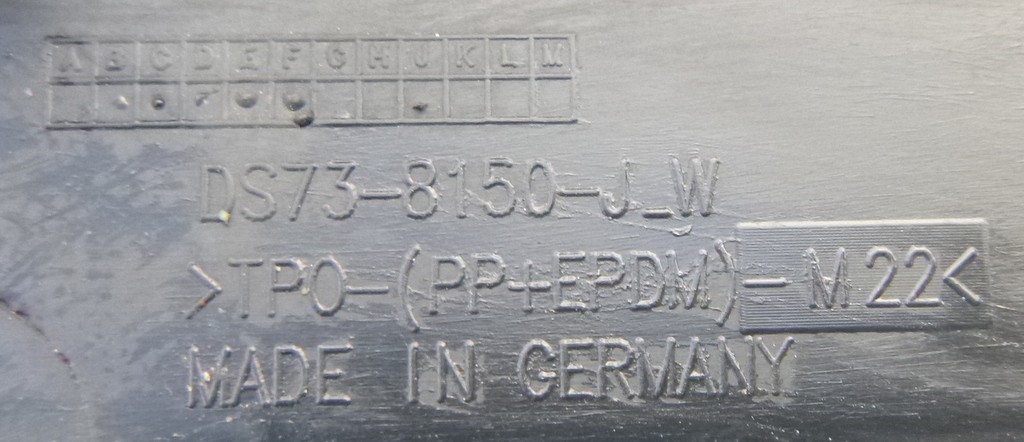 A B C D E F G H J K L M
DS73-8150-J_W
>TPO-(PP+EPDM)-M22<
MADE IN GERMANY